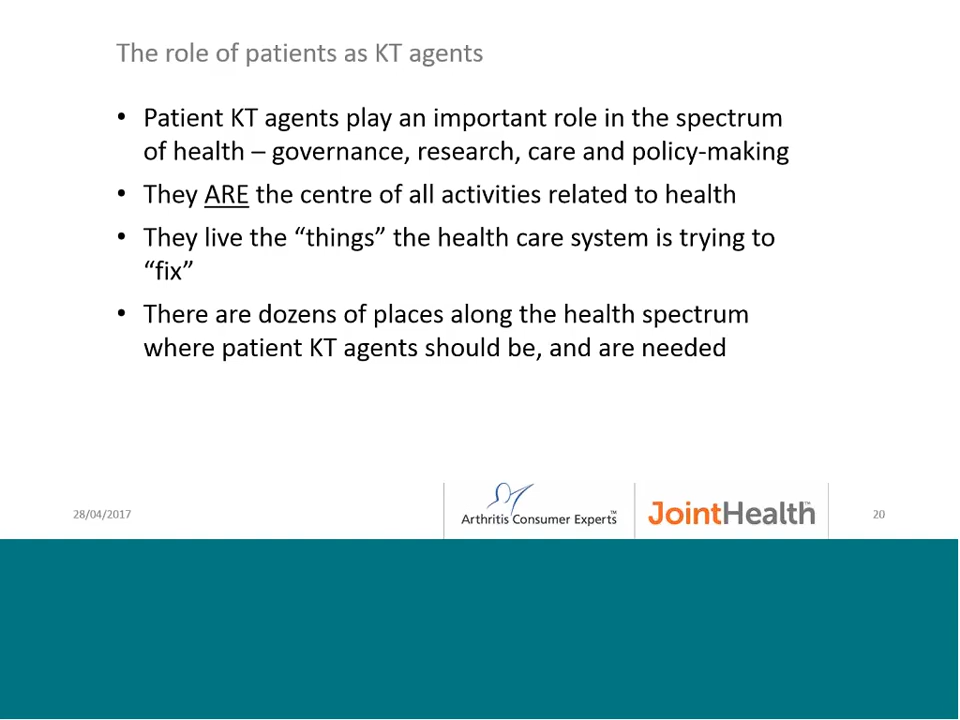 The role of patients as KT agents
• Patient KT agents play an important role in the spectrum
of health – governance, research, care and policy-making
• They ARE the centre of all activities related to health
• They live the “things” the health care system is trying to
“fix”
• There are dozens of places along the health spectrum
where patient KT agents should be, and are needed
28/04/2017
Arthritis Consumer Experts™
JointHealth™
20